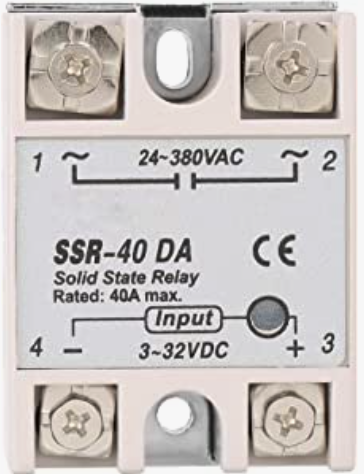 1 ~ 24~380VAC ~ 2
SSR-40 DA CE
Solid State Relay
Rated: 40A max.
Input
4 - 3~32VDC + 3